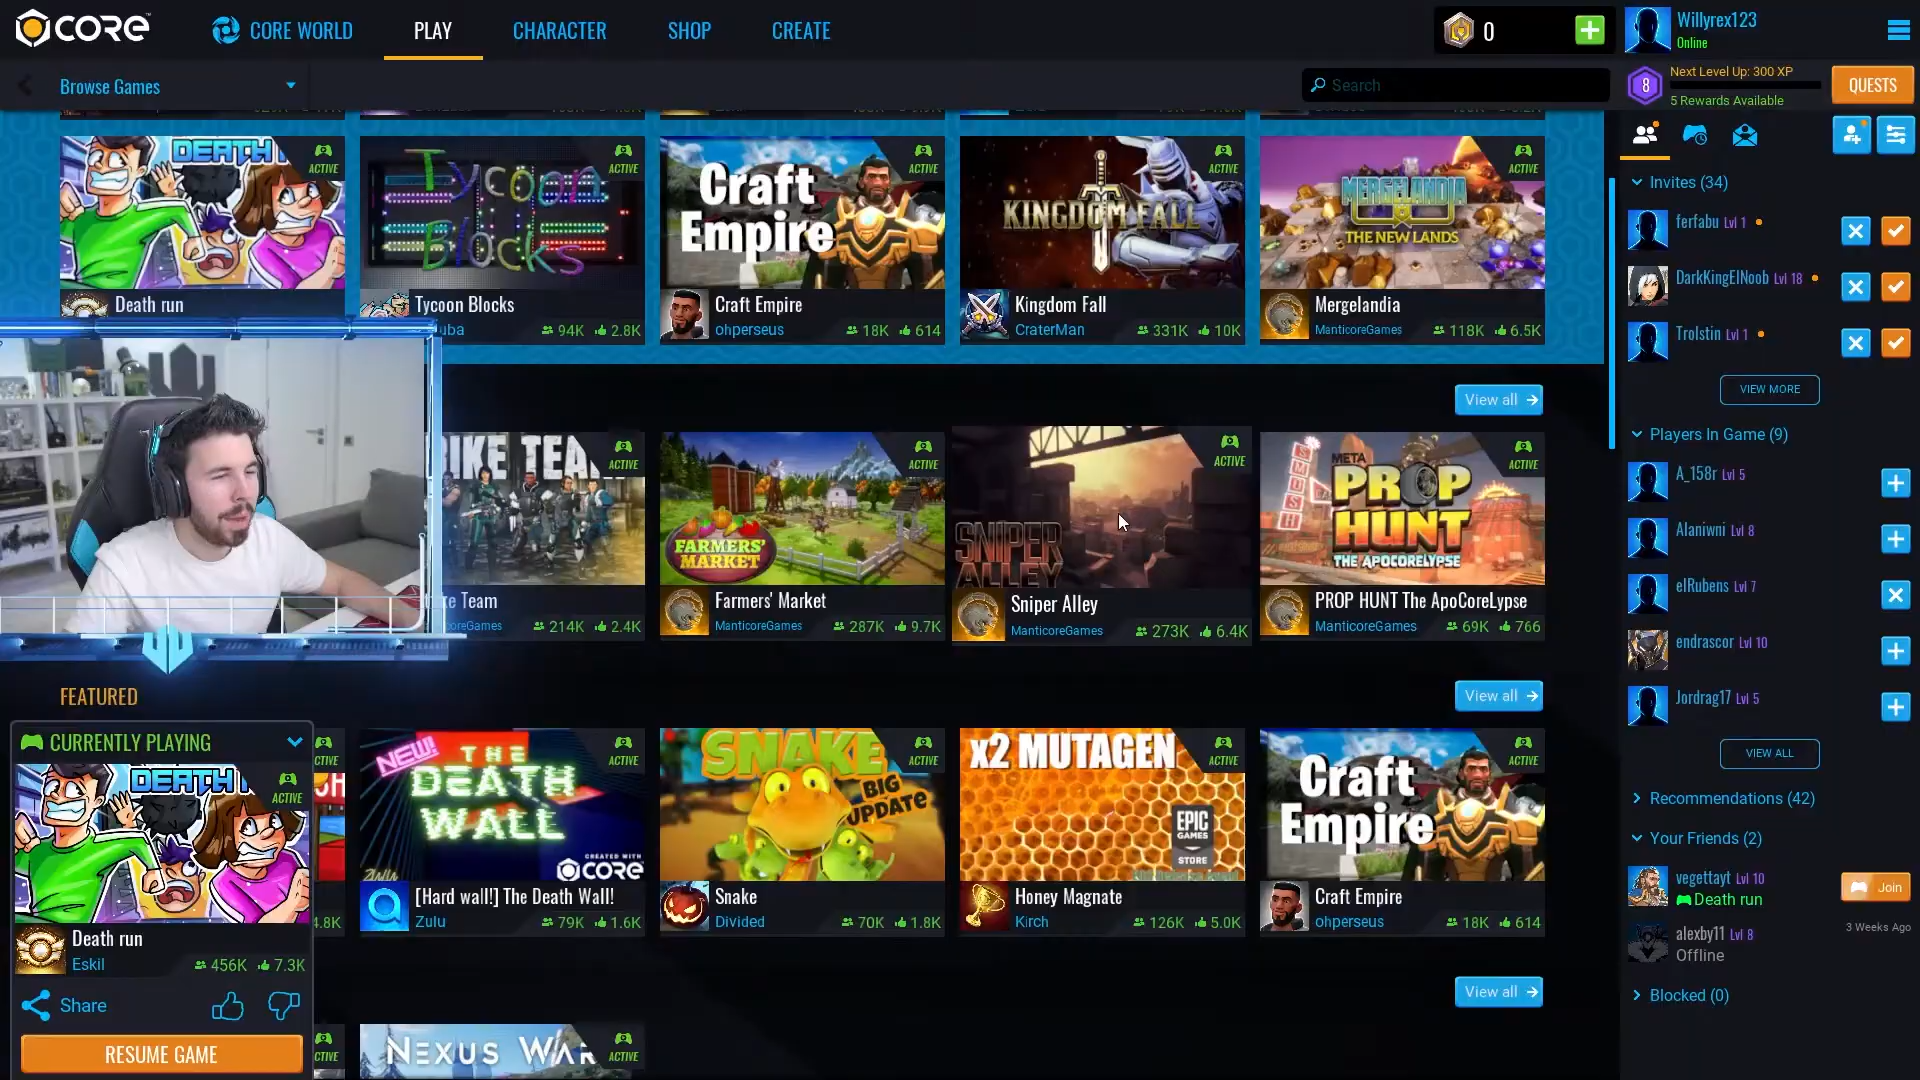 CORE
CORE WORLD
PLAY
CHARACTER
SHOP
CREATE
0
Willyrex123
Online
Browse Games
Search
8
Next Level Up: 300 XP
5 Rewards Available
QUESTS
DEATH
ACTIVE
Death run
Tycoon
Blocks
ACTIVE
Tycoon Blocks
94K
2.8K
Craft
Empire
ACTIVE
Craft Empire
ohperseus
18K
614
KINGDOM FALL
ACTIVE
Kingdom Fall
CraterMan
331K
10K
MERGELANDIA
THE NEW LANDS
ACTIVE
Mergelandia
ManticoreGames
118K
6.5K
View all
ACTIVE
ke Team
214K
2.4K
FARMERS'
MARKET
ACTIVE
Farmers' Market
ManticoreGames
287K
9.7K
SNIPER
ALLEY
ACTIVE
Sniper Alley
ManticoreGames
273K
6.4K
SMUSH
META
PROP
HUNT
THE APOCORELYPSE
ACTIVE
PROP HUNT The ApoCoreLypse
ManticoreGames
69K
766
FEATURED
View all
CURRENTLY PLAYING
DEATH
ACTIVE
Death run
Eskil
456K
7.3K
Share
RESUME GAME
4.8K
NEW!
THE
DEATH
WALL
CREATED WITH
CORE
ACTIVE
[Hard wall!] The Death Wall!
Zulu
79K
1.6K
SNAKE
BIG
UPDATE
ACTIVE
Snake
Divided
70K
1.8K
x2 MUTAGEN
EPIC
GAMES
STORE
ACTIVE
Honey Magnate
Kirch
126K
5.0K
Craft
Empire
ACTIVE
Craft Empire
ohperseus
18K
614
View all
NEXUS WAR
ACTIVE
Invites (34)
ferfabu Lvl 1
DarkKingElNoob Lvl 18
Trolstin Lvl 1
VIEW MORE
Players In Game (9)
A_158r Lvl 5
Alaniwni Lvl 8
elRubens Lvl 7
endrascor Lvl 10
Jordrag17 Lvl 5
VIEW ALL
Recommendations (42)
Your Friends (2)
vegettayt Lvl 10
Death run
Join
alexby11 Lvl 8
Offline
3 Weeks Ago
Blocked (0)